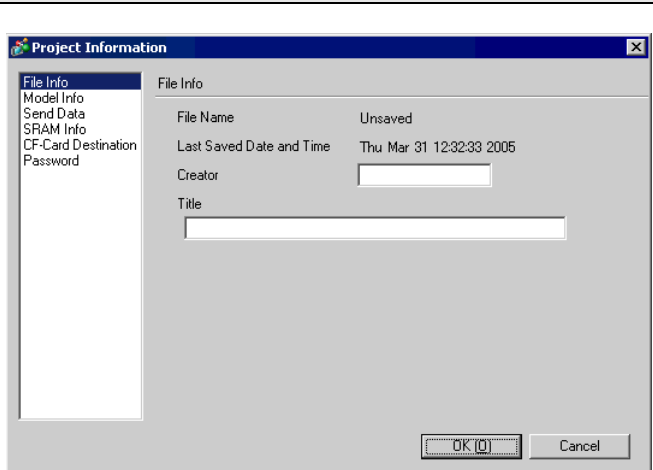 Project Information
File Info
Model Info
Send Data
SRAM Info
CF-Card Destination
Password
File Info
File Name Unsaved
Last Saved Date and Time Thu Mar 31 12:32:33 2005
Creator
Title
OK (O) Cancel